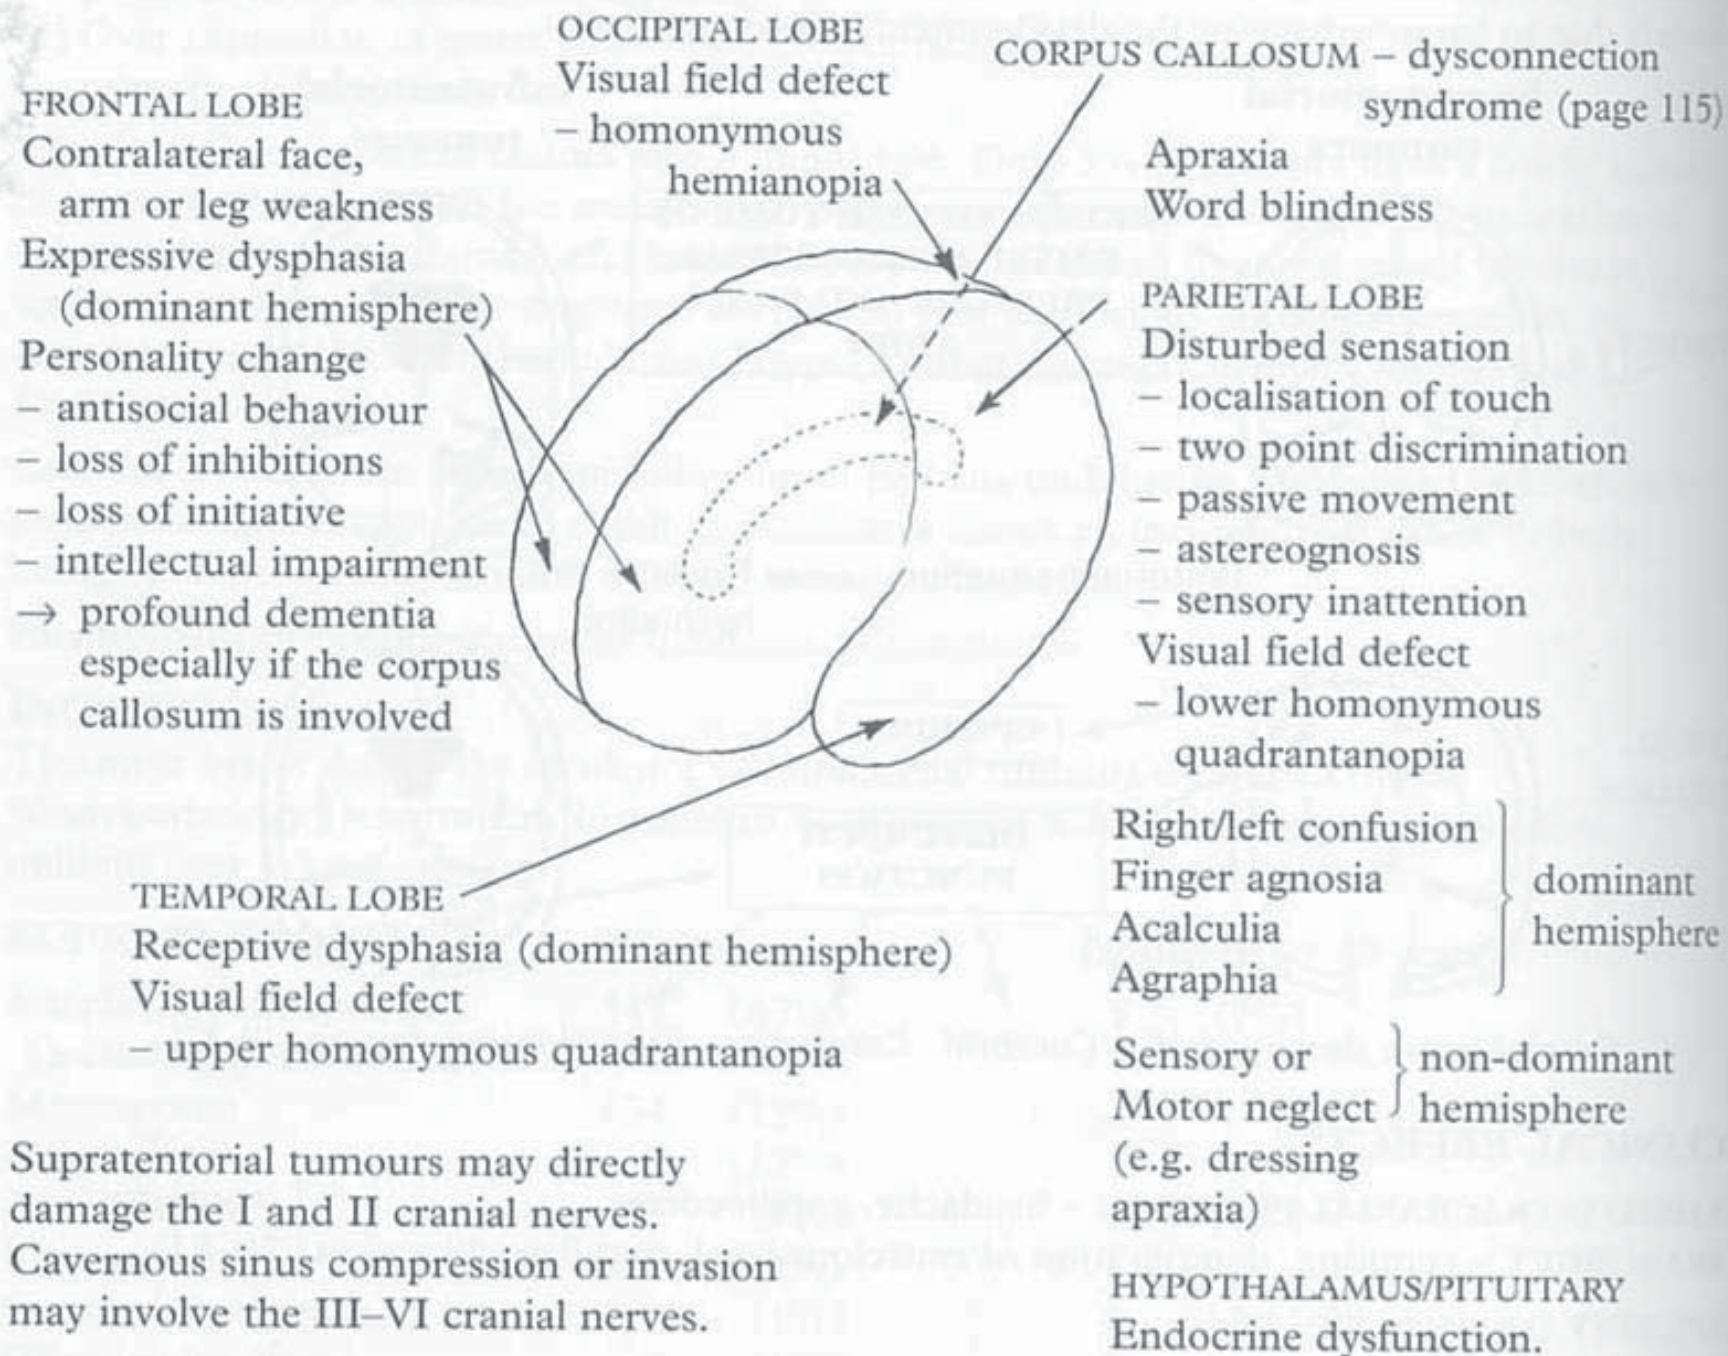 OCCIPITAL LOBE
Visual field defect
– homonymous
hemianopia
CORPUS CALLOSUM – dysconnection
syndrome (page 115)
Apraxia
Word blindness
FRONTAL LOBE
Contralateral face,
arm or leg weakness
Expressive dysphasia
(dominant hemisphere)
Personality change
– antisocial behaviour
– loss of inhibitions
– loss of initiative
– intellectual impairment
→ profound dementia
especially if the corpus
callosum is involved
PARIETAL LOBE
Disturbed sensation
– localisation of touch
– two point discrimination
– passive movement
– astereognosis
– sensory inattention
Visual field defect
– lower homonymous
quadrantanopia
Right/left confusion
Finger agnosia
Acalculia
Agraphia
dominant
hemisphere
Sensory or
Motor neglect
(e.g. dressing
apraxia)
non-dominant
hemisphere
TEMPORAL LOBE
Receptive dysphasia (dominant hemisphere)
Visual field defect
– upper homonymous quadrantanopia
Supratentorial tumours may directly
damage the I and II cranial nerves.
Cavernous sinus compression or invasion
may involve the III–VI cranial nerves.
HYPOTHALAMUS/PITUITARY
Endocrine dysfunction.